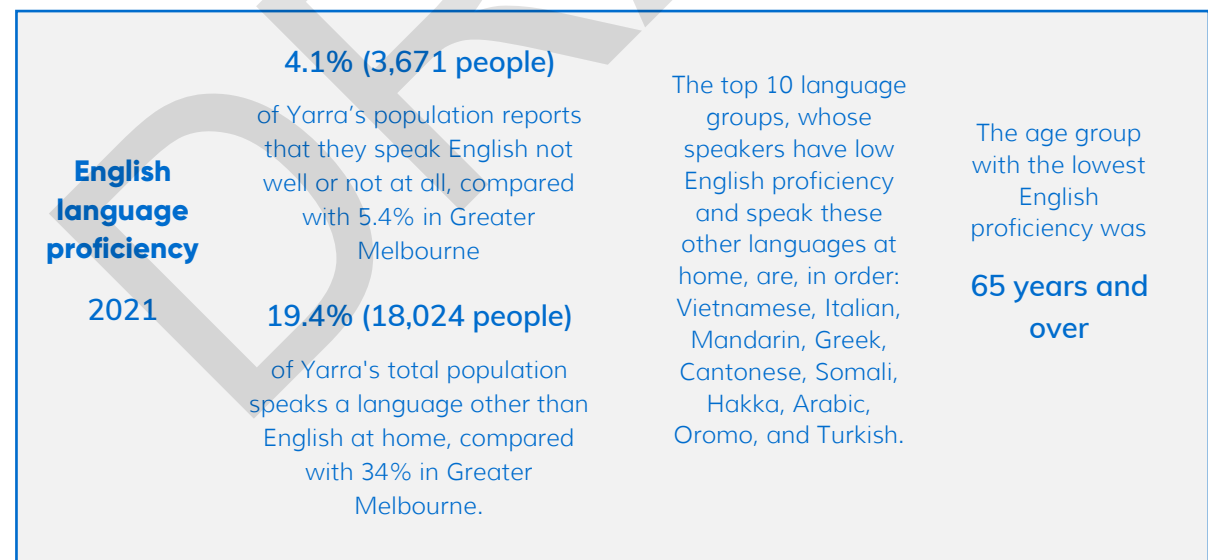 English
language
proficiency
2021
4.1% (3,671 people)
of Yarra’s population reports
that they speak English not
well or not at all, compared
with 5.4% in Greater
Melbourne
19.4% (18,024 people)
of Yarra's total population
speaks a language other than
English at home, compared
with 34% in Greater
Melbourne.
The top 10 language
groups, whose
speakers have low
English proficiency
and speak these
other languages at
home, are, in order:
Vietnamese, Italian,
Mandarin, Greek,
Cantonese, Somali,
Hakka, Arabic,
Oromo, and Turkish.
The age group
with the lowest
English
proficiency was
65 years and
over